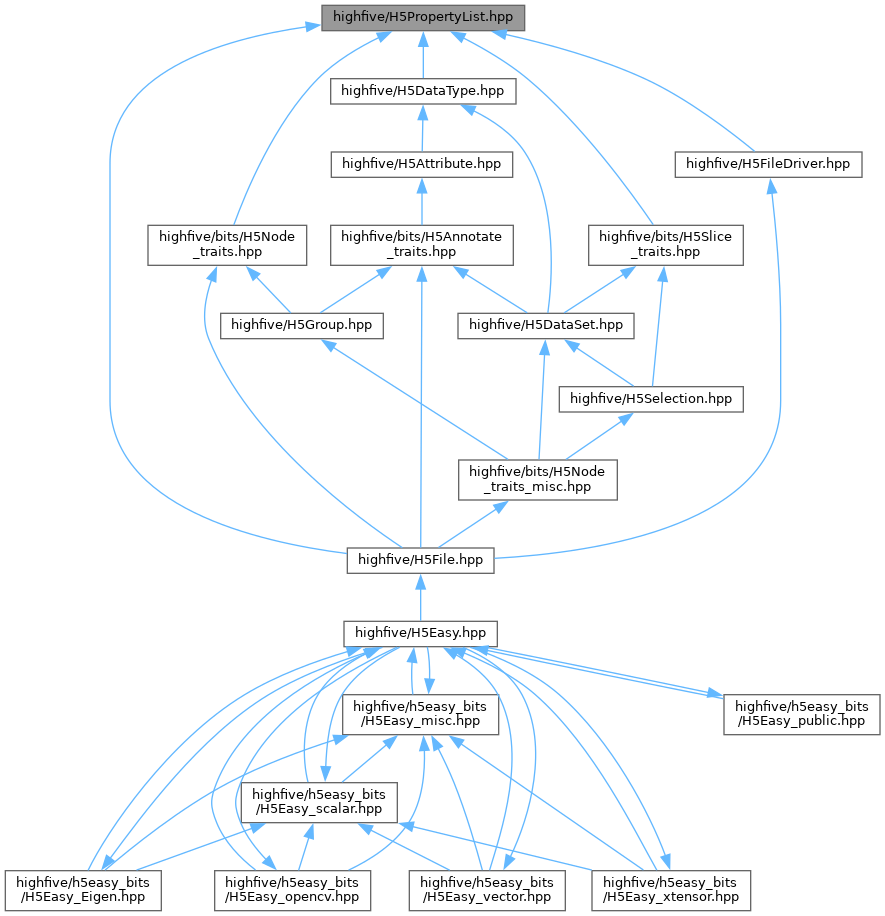 highfive/H5PropertyList.hpp
highfive/H5DataType.hpp
highfive/H5Attribute.hpp
highfive/H5FileDriver.hpp
highfive/bits/H5Node
_traits.hpp
highfive/bits/H5Annotate
_traits.hpp
highfive/bits/H5Slice
_traits.hpp
highfive/H5Group.hpp
highfive/H5DataSet.hpp
highfive/H5Selection.hpp
highfive/bits/H5Node
_traits_misc.hpp
highfive/H5File.hpp
highfive/H5Easy.hpp
highfive/h5easy_bits
/H5Easy_misc.hpp
highfive/h5easy_bits
/H5Easy_public.hpp
highfive/h5easy_bits
/H5Easy_scalar.hpp
highfive/h5easy_bits
/H5Easy_Eigen.hpp
highfive/h5easy_bits
/H5Easy_opencv.hpp
highfive/h5easy_bits
/H5Easy_vector.hpp
highfive/h5easy_bits
/H5Easy_xtensor.hpp